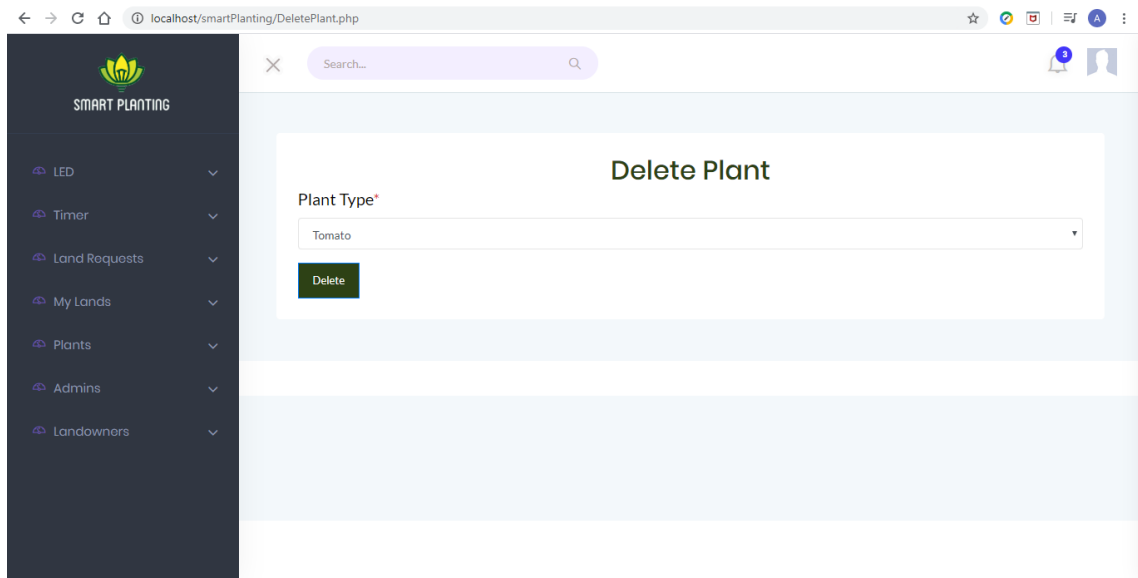 localhost/smartPlanting/DeletePlant.php
A
SMART PLANTING
Search...
3
LED
Timer
Land Requests
My Lands
Plants
Admins
Landowners
Delete Plant
Plant Type*
Tomato
Delete